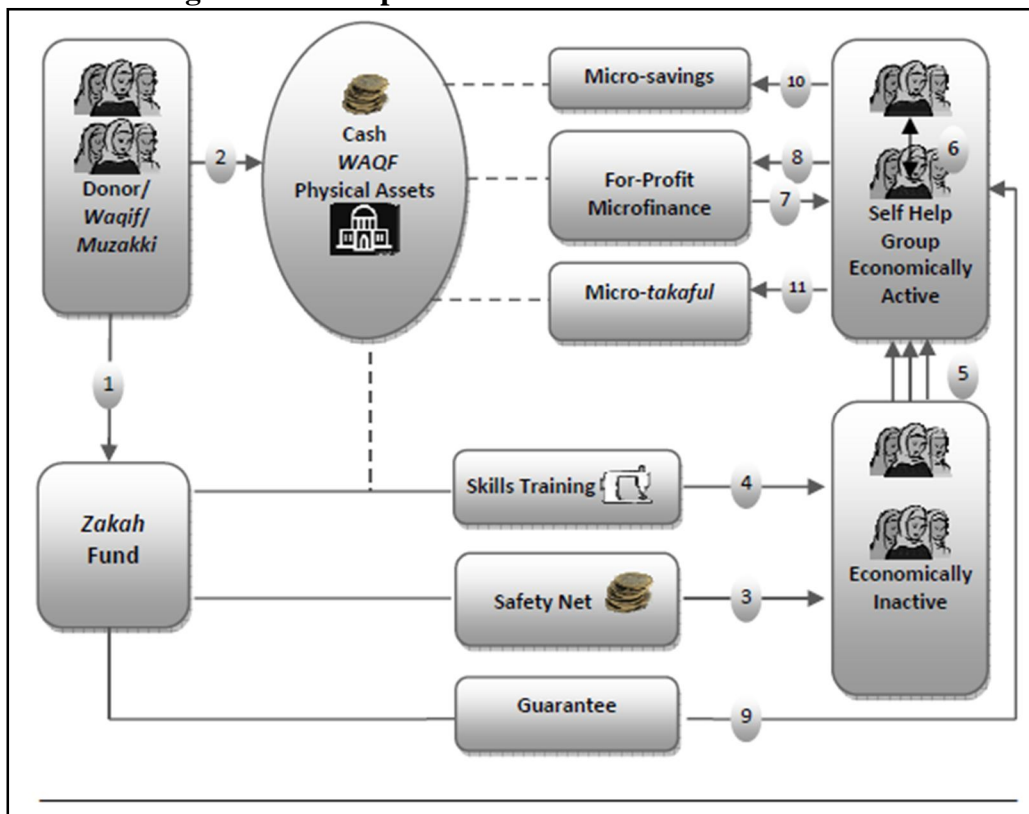 Donor/
Waqif/
Muzakki
1
2
Cash
WAQF
Physical Assets
Micro-savings
10
For-Profit
Microfinance
8
7
Micro-takaful
11
6
Self Help
Group
Economically
Active
5
Zakah
Fund
Skills Training
4
Safety Net
3
Economically
Inactive
Guarantee
9